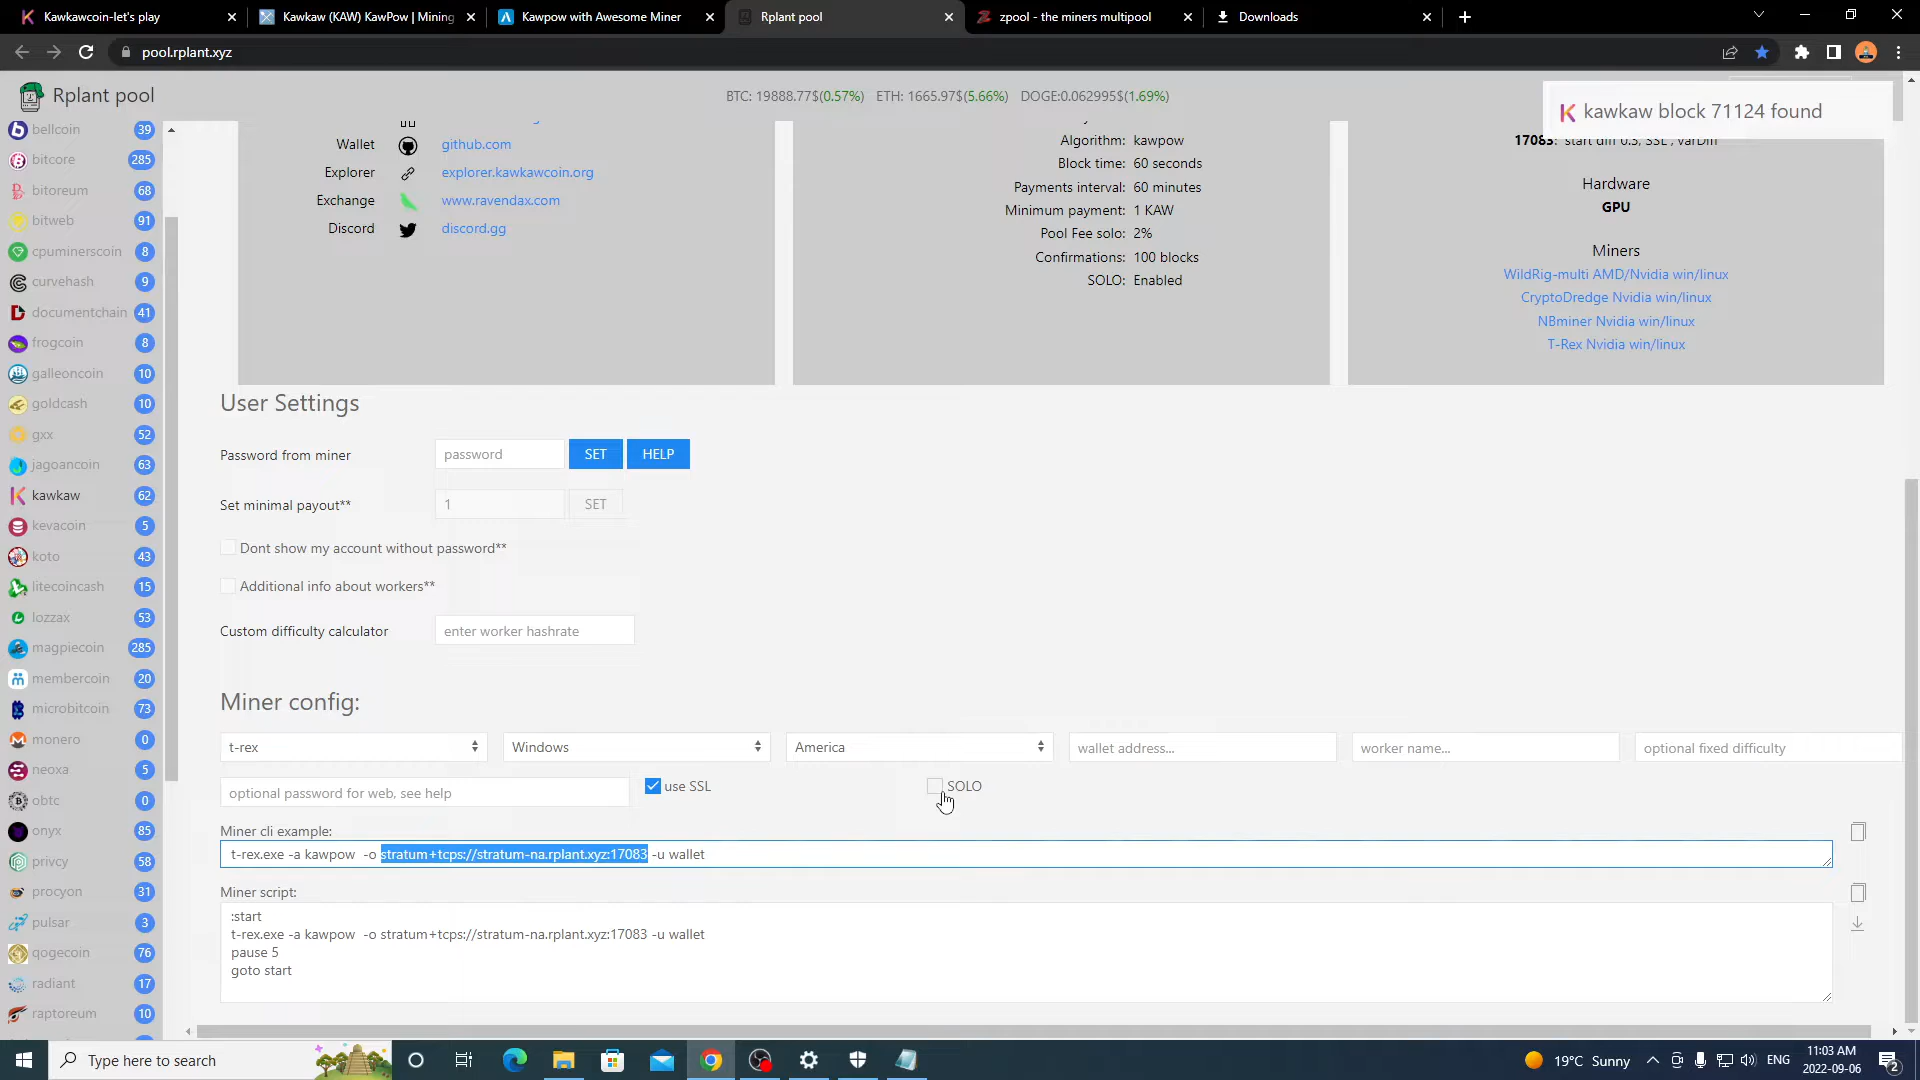 Kawkawcoin-let's play
Kawkaw (KAW) KawPow | Mining
Kawpow with Awesome Miner
Rplant pool
zpool - the miners multipool
Downloads
pool.rplant.xyz
Rplant pool
BTC: 19888.77$(0.57%) ETH: 1665.97$(5.66%) DOGE:0.062995$(1.69%)
kawkaw block 71124 found
bellcoin 39
bitcore 285
bitoreum 68
bitweb 91
cpuminerscoin 8
curvehash 9
documentchain 41
frogcoin 8
galleoncoin 10
goldcash 10
gxx 52
jagoancoin 63
kawkaw 62
kevacoin 5
koto 43
litecoincash 15
lozzax 53
magpiecoin 285
membercoin 20
microbitcoin 73
monero 0
neoxa 5
obtc 0
onyx 85
privcy 58
procyon 31
pulsar 3
qogecoin 76
radiant 17
raptoreum 10
Wallet github.com
Explorer explorer.kawkawcoin.org
Exchange www.ravendax.com
Discord discord.gg
Algorithm: kawpow
Block time: 60 seconds
Payments interval: 60 minutes
Minimum payment: 1 KAW
Pool Fee solo: 2%
Confirmations: 100 blocks
SOLO: Enabled
17083: start diff 0.3, SSL, VarDiff
Hardware
GPU
Miners
WildRig-multi AMD/Nvidia win/linux
CryptoDredge Nvidia win/linux
NBminer Nvidia win/linux
T-Rex Nvidia win/linux
User Settings
Password from miner password SET HELP
Set minimal payout** 1 SET
Dont show my account without password**
Additional info about workers**
Custom difficulty calculator enter worker hashrate
Miner config:
t-rex Windows America wallet address... worker name... optional fixed difficulty
optional password for web, see help use SSL SOLO
Miner cli example:
t-rex.exe -a kawpow -o stratum+tcps://stratum-na.rplant.xyz:17083 -u wallet
Miner script:
:start
t-rex.exe -a kawpow -o stratum+tcps://stratum-na.rplant.xyz:17083 -u wallet
pause 5
goto start
Type here to search
19°C Sunny
ENG
11:03 AM
2022-09-06
2